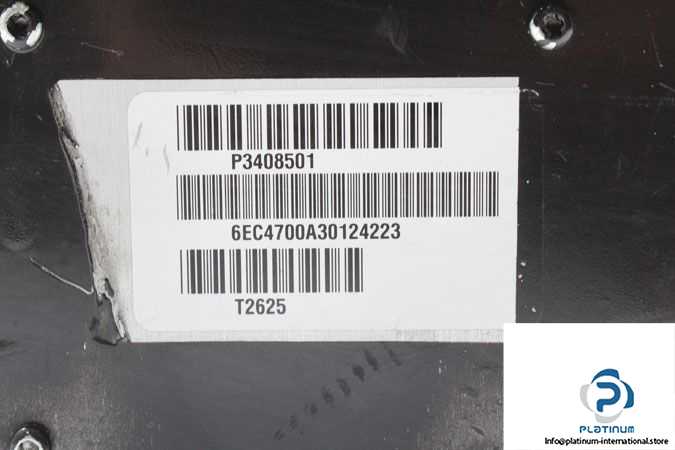 P3408501
6EC4700A30124223
T2625
P
PLATINUM
Info@platinum-international.store